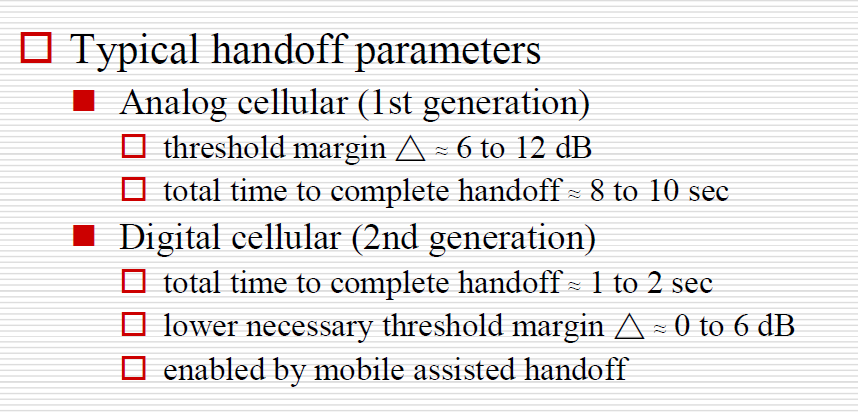 Typical handoff parameters
Analog cellular (1st generation)
threshold margin △ ≈ 6 to 12 dB
total time to complete handoff ≈ 8 to 10 sec
Digital cellular (2nd generation)
total time to complete handoff ≈ 1 to 2 sec
lower necessary threshold margin △ ≈ 0 to 6 dB
enabled by mobile assisted handoff